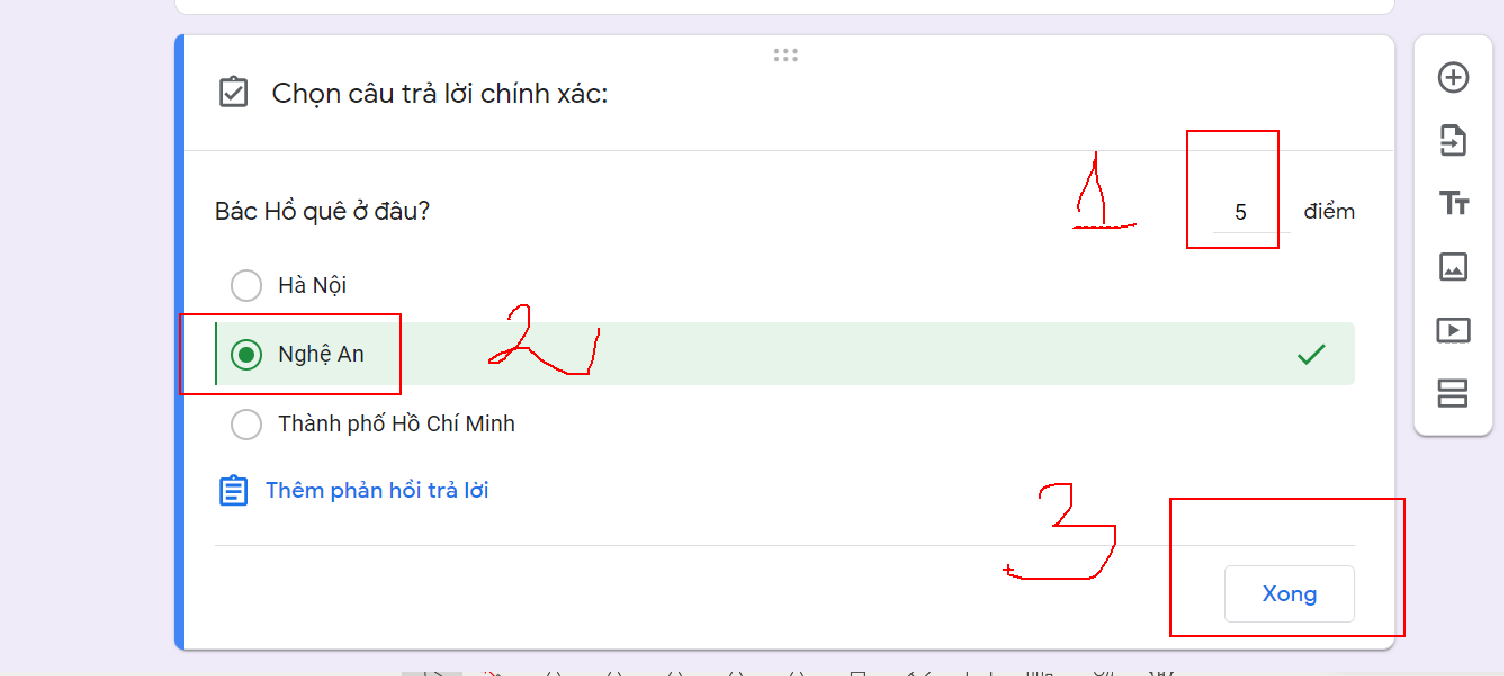 Chọn câu trả lời chính xác:
1
Bác Hồ quê ở đâu?
5 điểm
Hà Nội
Nghệ An
2
Thành phố Hồ Chí Minh
Thêm phản hồi trả lời
3
Xong